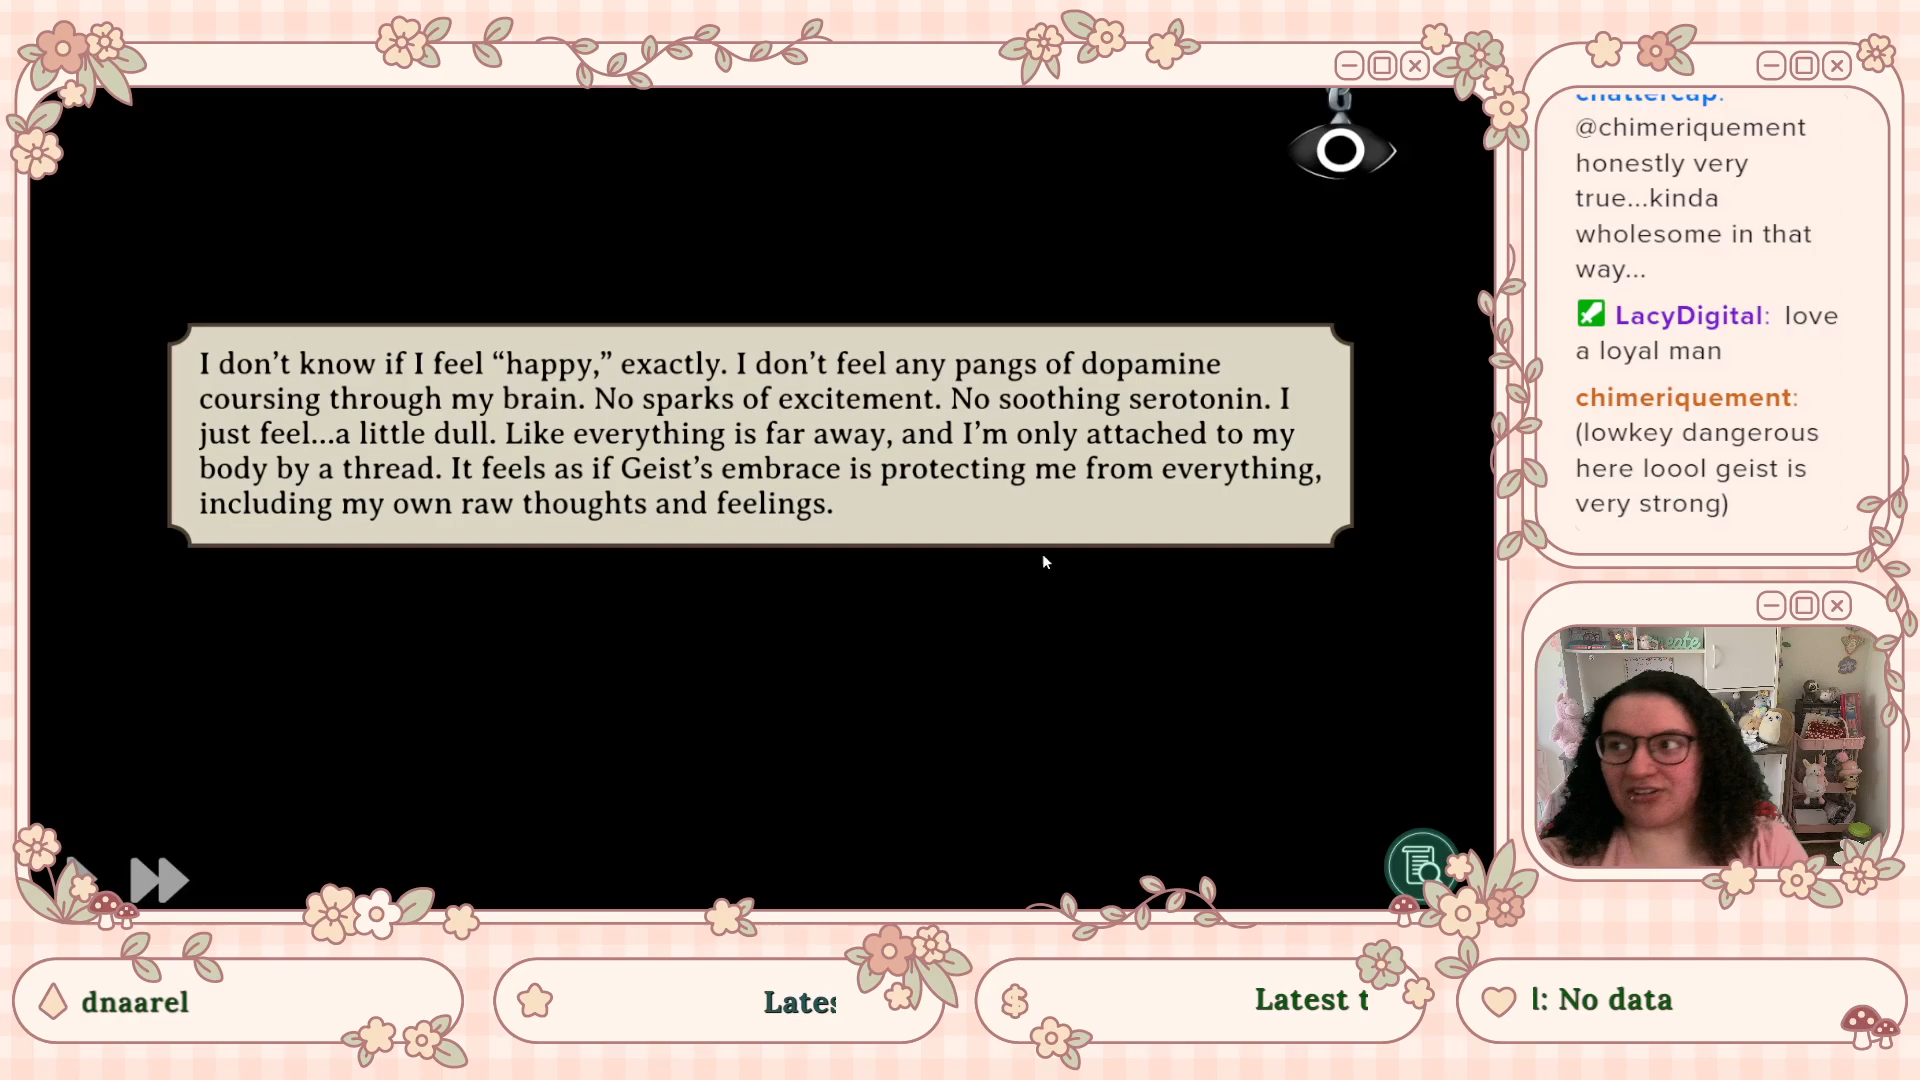 I don’t know if I feel “happy,” exactly. I don’t feel any pangs of dopamine
coursing through my brain. No sparks of excitement. No soothing serotonin. I
just feel...a little dull. Like everything is far away, and I’m only attached to my
body by a thread. It feels as if Geist’s embrace is protecting me from everything,
including my own raw thoughts and feelings.
chattercap:
@chimeriquement
honestly very
true...kinda
wholesome in that
way...
LacyDigital: love
a loyal man
chimeriquement:
(lowkey dangerous
here loool geist is
very strong)
dnaarel
Lates
Latest t
l: No data